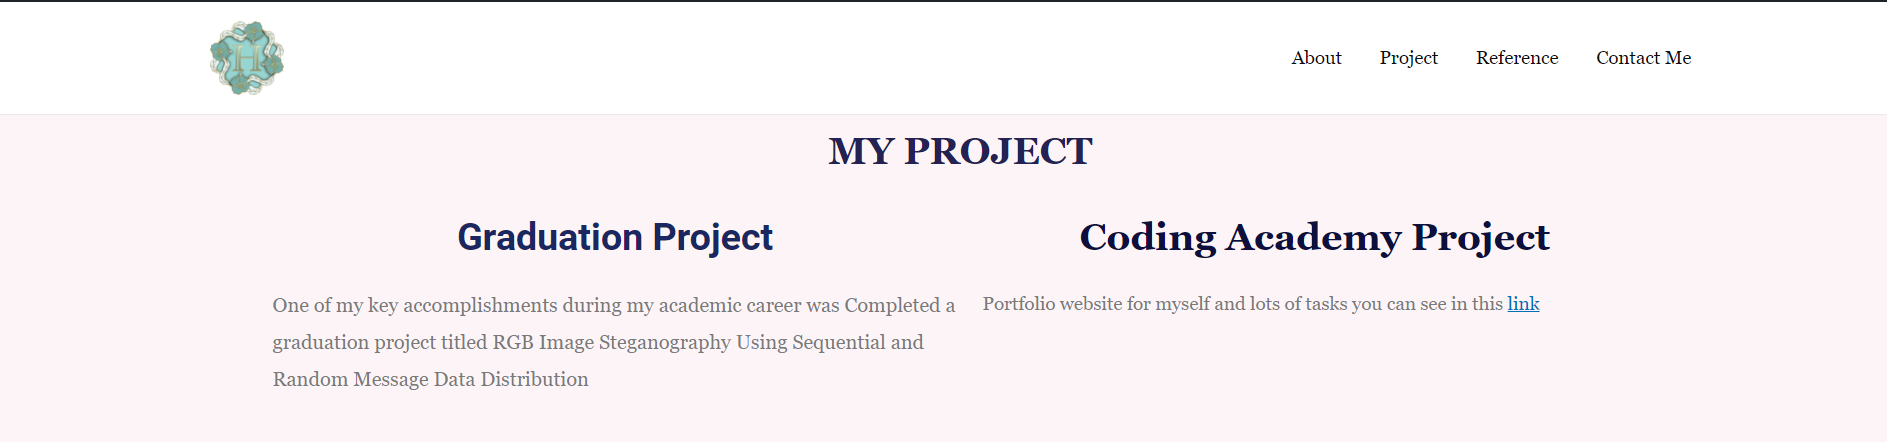 H
About Project Reference Contact Me
MY PROJECT
Graduation Project
One of my key accomplishments during my academic career was Completed a
graduation project titled RGB Image Steganography Using Sequential and
Random Message Data Distribution
Coding Academy Project
Portfolio website for myself and lots of tasks you can see in this link